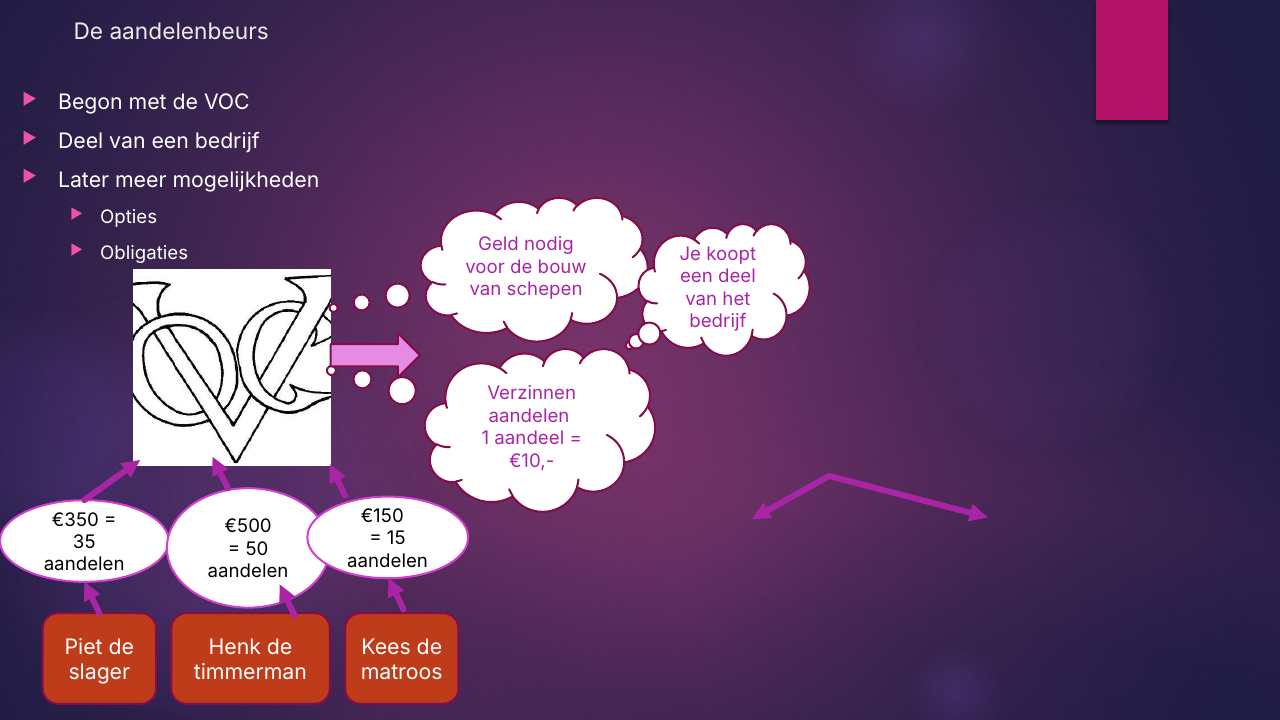 De aandelenbeurs
Begon met de VOC
Deel van een bedrijf
Later meer mogelijkheden
Opties
Obligaties
VOC
Geld nodig
voor de bouw
van schepen
Je koopt
een deel
van het
bedrijf
Verzinnen
aandelen
1 aandeel =
€10,-
€350 =
35
aandelen
€500
= 50
aandelen
€150
= 15
aandelen
Piet de
slager
Henk de
timmerman
Kees de
matroos